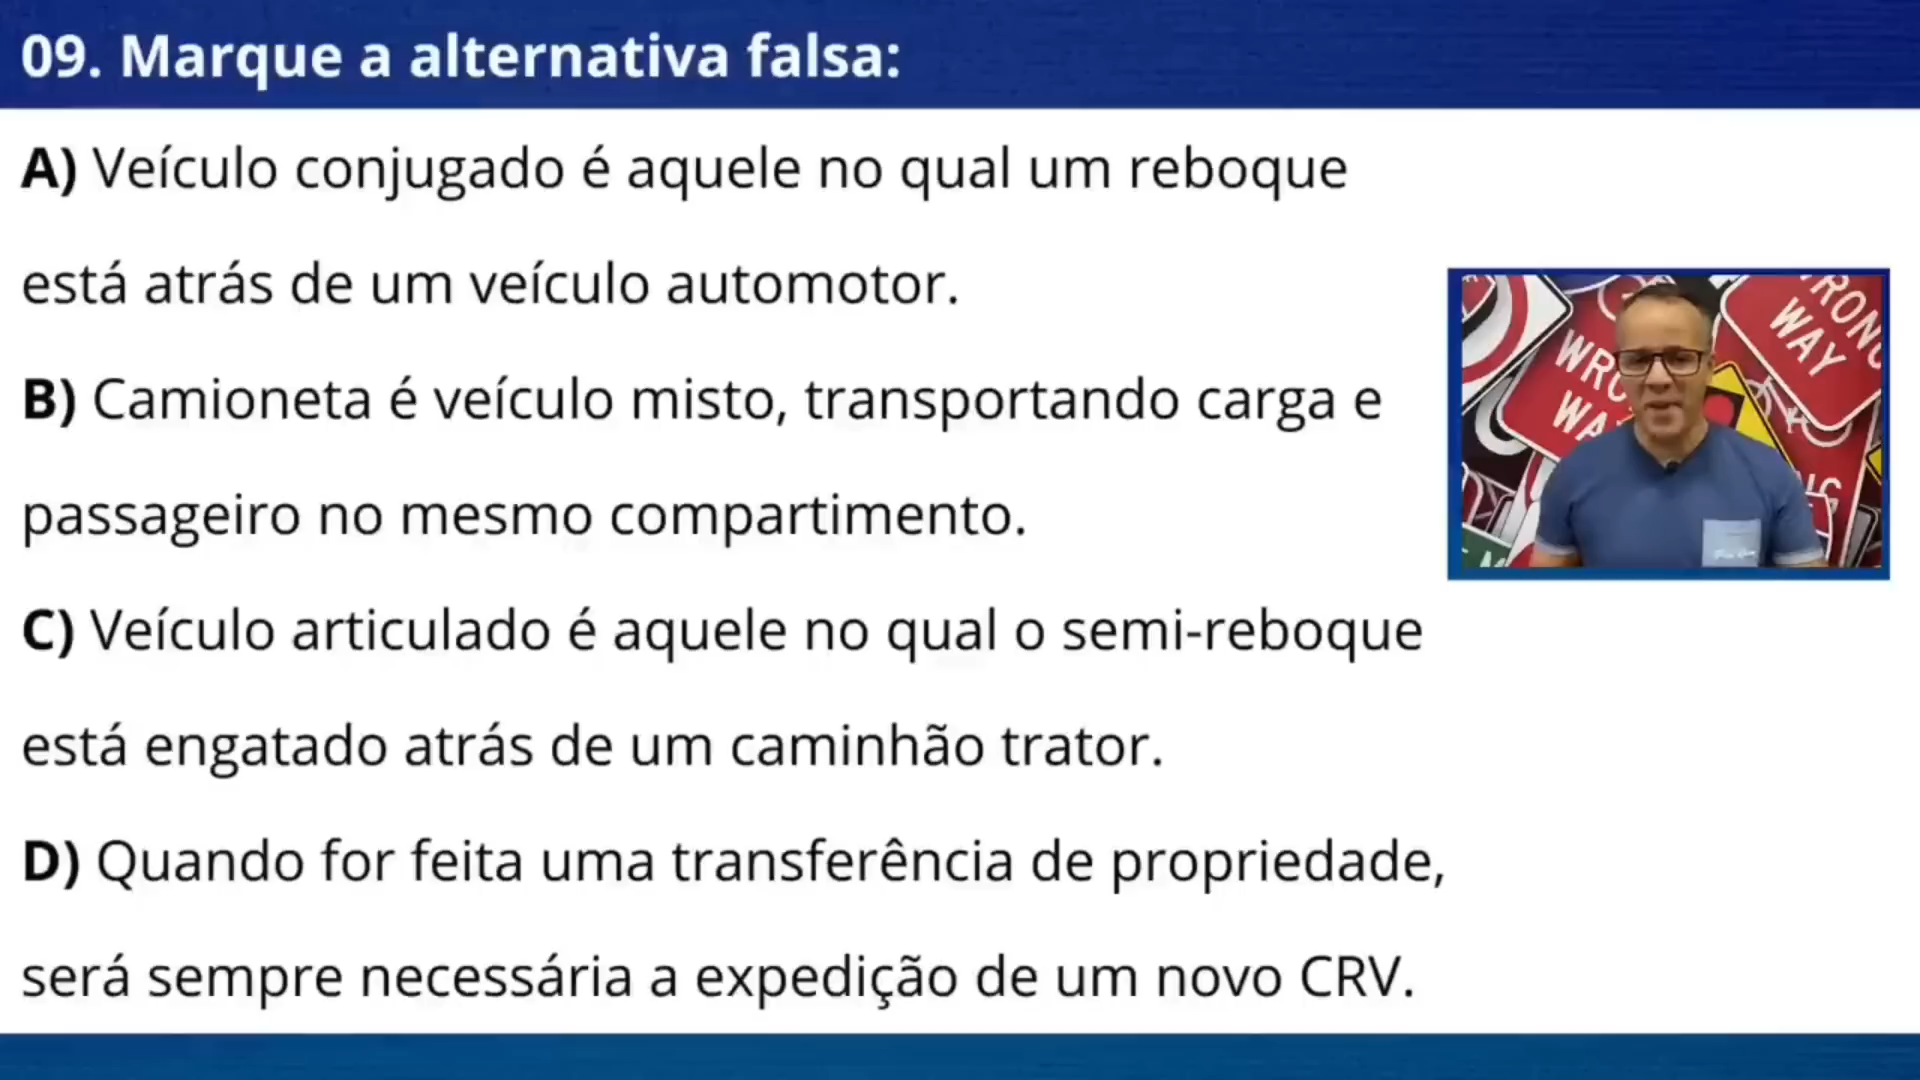 09. Marque a alternativa falsa:
A) Veículo conjugado é aquele no qual um reboque
está atrás de um veículo automotor.
B) Camioneta é veículo misto, transportando carga e
passageiro no mesmo compartimento.
C) Veículo articulado é aquele no qual o semi-reboque
está engatado atrás de um caminhão trator.
D) Quando for feita uma transferência de propriedade,
será sempre necessária a expedição de um novo CRV.
WRONG
WAY